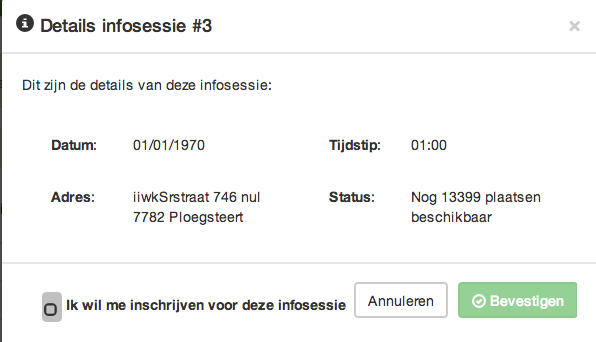 Details infosessie #3
Dit zijn de details van deze infosessie:
Datum: 01/01/1970 Tijdstip: 01:00
Adres: iiwkSrstraat 746 nul Status: Nog 13399 plaatsen
7782 Ploegsteert beschikbaar
Ik wil me inschrijven voor deze infosessie Annuleren Bevestigen